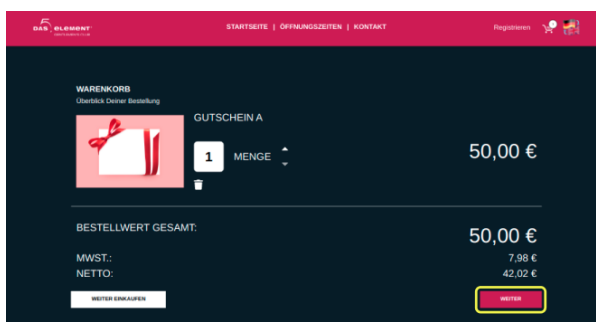 DAS 5 ELEMENT
STARTSEITE | ÖFFNUNGSZEITEN | KONTAKT
Registrieren
WARENKORB
Überblick Deiner Bestellung
GUTSCHEIN A
1 MENGE
50,00 €
BESTELLWERT GESAMT:
50,00 €
MWST.:
7,98 €
NETTO:
42,02 €
WEITER EINKAUFEN
WEITER